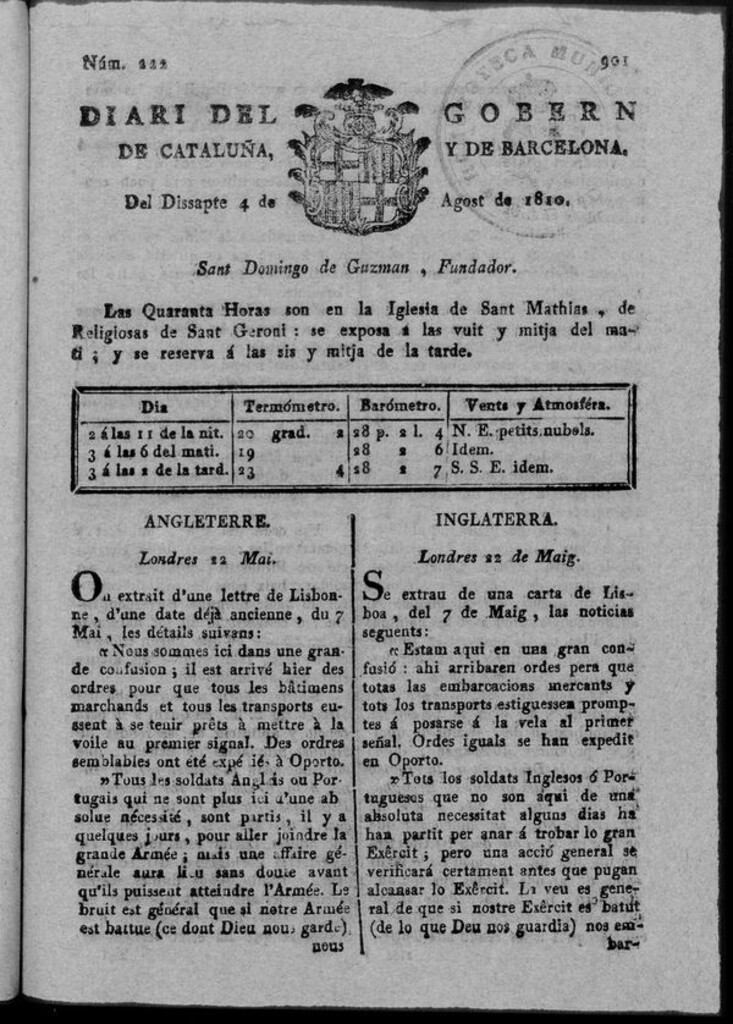 Núm. 222 901
DIARI DEL GOBERN
DE CATALUÑA, Y DE BARCELONA.
Del Dissapte 4 de Agost de 1810.
Sant Domingo de Guzman , Fundador.
Las Quaranta Horas son en la Iglesia de Sant Mathias , de
Religiosas de Sant Geroni : se exposa á las vuit y mitja del ma-
ti ; y se reserva á las sis y mitja de la tarde.
Dia Termómetro. Barómetro. Vents y Atmosféra.
2 á las 11 de la nit. 20 grad. 2 28 p. 2 l. 4 N. E. petits nubols.
3 á las 6 del mati. 19 28 2 6 Idem.
3 á las 2 de la tard. 23 4 28 2 7 S. S. E. idem.
ANGLETERRE.
Londres 22 Mai.
On extrait d'une lettre de Lisbon-
ne , d'une date déjà ancienne , du 7
Mai , les détails suivans :
« Nous sommes ici dans une gran-
de confusion ; il est arrivé hier des
ordres pour que tous les bâtimens
marchands et tous les transports eu-
ssent à se tenir prêts à mettre à la
voile au premier signal. Des ordres
semblables ont été expédiés à Oporto.
»Tous les soldats Anglais ou Por-
tugais qui ne sont plus ici d'une ab
solue nécessité , sont partis , il y a
quelques jours , pour aller joindre la
grande Armée ; mais une affaire gé-
nérale aura lieu sans doute avant
qu'ils puissent atteindre l'Armée. Le
bruit est général que si notre Armée
est battue (ce dont Dieu nous garde)
nous
INGLATERRA.
Londres 22 de Maig.
Se extrau de una carta de Lis-
boa , del 7 de Maig , las noticias
seguents :
« Estam aqui en una gran con-
fusió : ahi arribaren ordes pera que
totas las embarcacions mercants y
tots los transports estiguessen promp-
tes á posarse á la vela al primer
señal. Ordes iguals se han expedit
en Oporto.
»Tots los soldats Inglesos ó Por-
tuguesos que no son aqui de una
absoluta necessitat alguns dias ha
han partit per anar á trobar lo gran
Exêrcit ; pero una acció general se
verificará certament antes que pugan
alcansar lo Exêrcit. La veu es gene-
ral de que si nostre Exêrcit es batut
(de lo que Deu nos guardia) nos em-
bar-